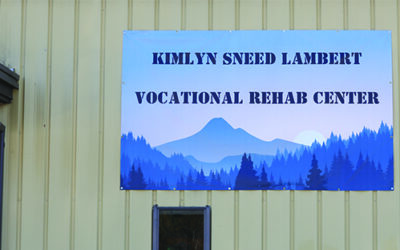 KIMLYN SNEED LAMBERT
VOCATIONAL REHAB CENTER